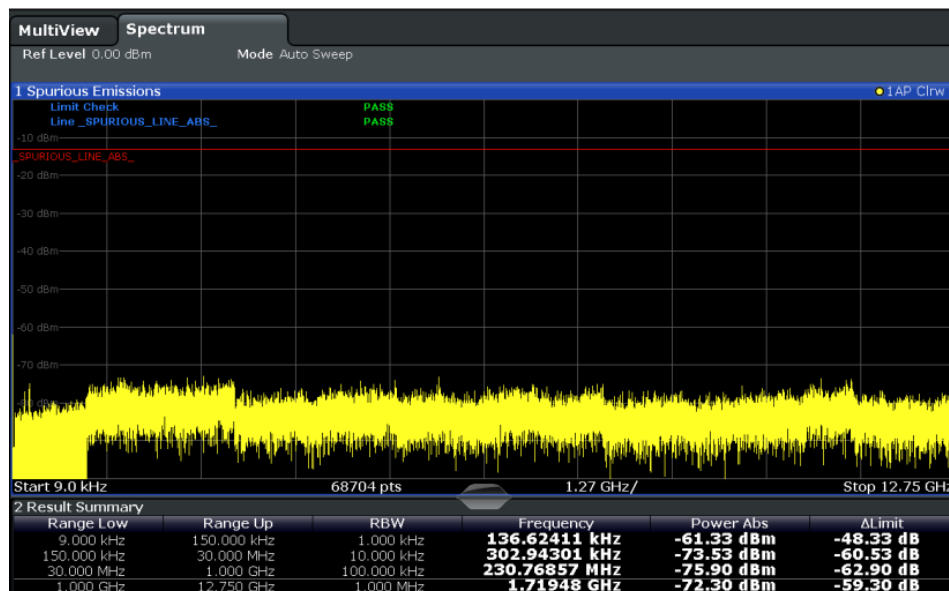 MultiView Spectrum
Ref Level 0.00 dBm Mode Auto Sweep
1 Spurious Emissions 1AP Clrw
Limit Check PASS
Line _SPURIOUS_LINE_ABS_ PASS
-10 dBm
_SPURIOUS_LINE_ABS_
-20 dBm
-30 dBm
-40 dBm
-50 dBm
-60 dBm
-70 dBm
Start 9.0 kHz 68704 pts 1.27 GHz/ Stop 12.75 GHz
2 Result Summary
Range Low Range Up RBW Frequency Power Abs ΔLimit
9.000 kHz 150.000 kHz 1.000 kHz 136.62411 kHz -61.33 dBm -48.33 dB
150.000 kHz 30.000 MHz 10.000 kHz 302.94301 kHz -73.53 dBm -60.53 dB
30.000 MHz 1.000 GHz 100.000 kHz 230.76857 MHz -75.90 dBm -62.90 dB
1.000 GHz 12.750 GHz 1.000 MHz 1.71948 GHz -72.30 dBm -59.30 dB